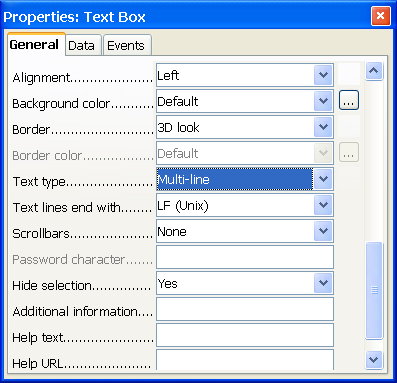 Properties: Text Box
General Data Events
Alignment..................... Left
Background color........... Default ...
Border......................... 3D look
Border color................. Default ...
Text type..................... Multi-line
Text lines end with........ LF (Unix)
Scrollbars.................... None
Password character.......
Hide selection............... Yes
Additional information....
Help text.....................
Help URL......................